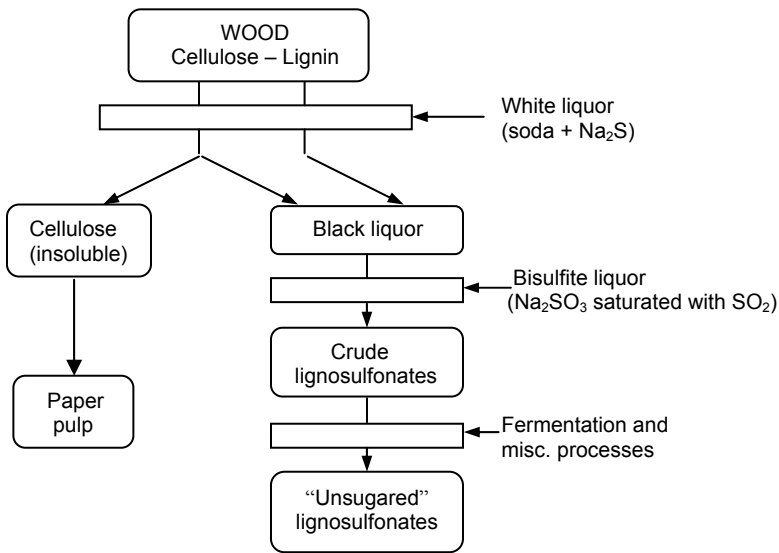 WOOD
Cellulose – Lignin
White liquor
(soda + Na₂S)
Cellulose
(insoluble)
Black liquor
Bisulfite liquor
(Na₂SO₃ saturated with SO₂)
Crude
lignosulfonates
Paper
pulp
Fermentation and
misc. processes
“Unsugared”
lignosulfonates